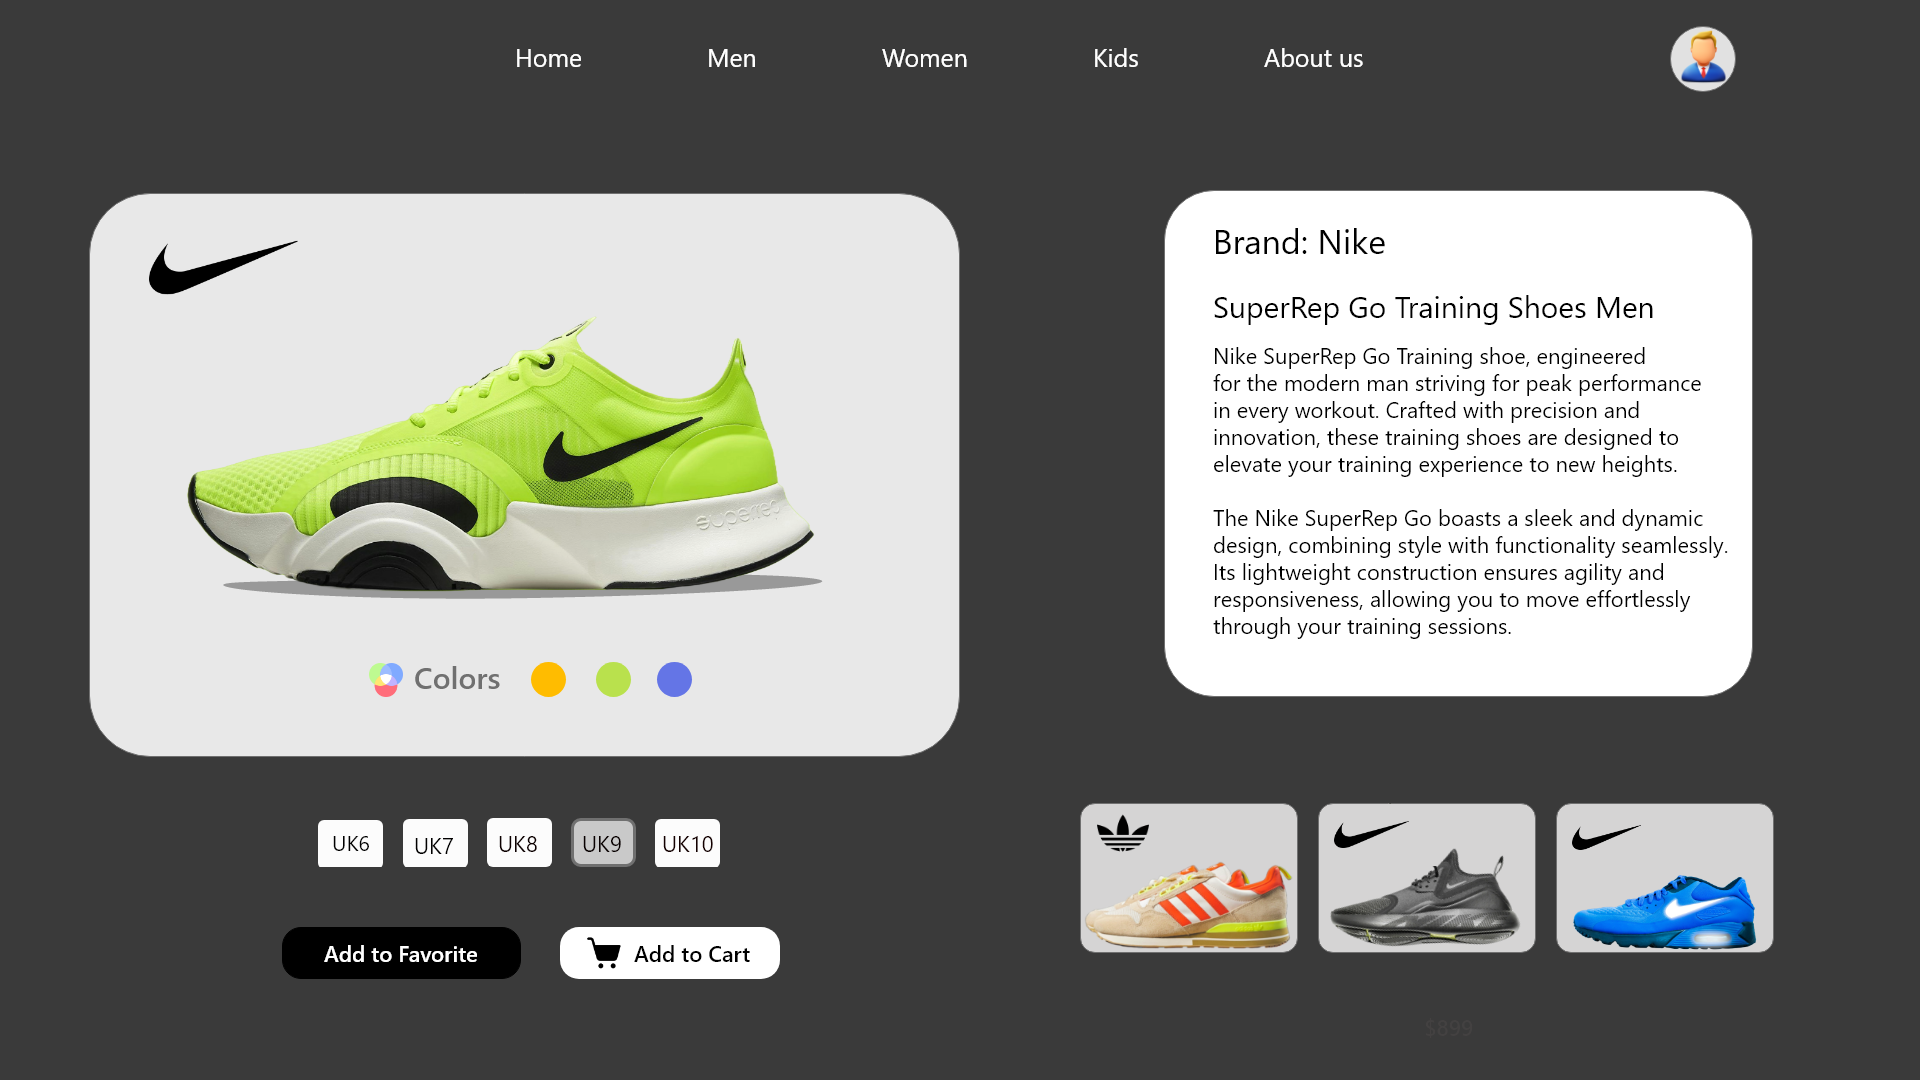 Home
Men
Women
Kids
About us
Brand: Nike
SuperRep Go Training Shoes Men
Nike SuperRep Go Training shoe, engineered
for the modern man striving for peak performance
in every workout. Crafted with precision and
innovation, these training shoes are designed to
elevate your training experience to new heights.
The Nike SuperRep Go boasts a sleek and dynamic
design, combining style with functionality seamlessly.
Its lightweight construction ensures agility and
responsiveness, allowing you to move effortlessly
through your training sessions.
superrep
Colors
UK6
UK7
UK8
UK9
UK10
Add to Favorite
Add to Cart
$899